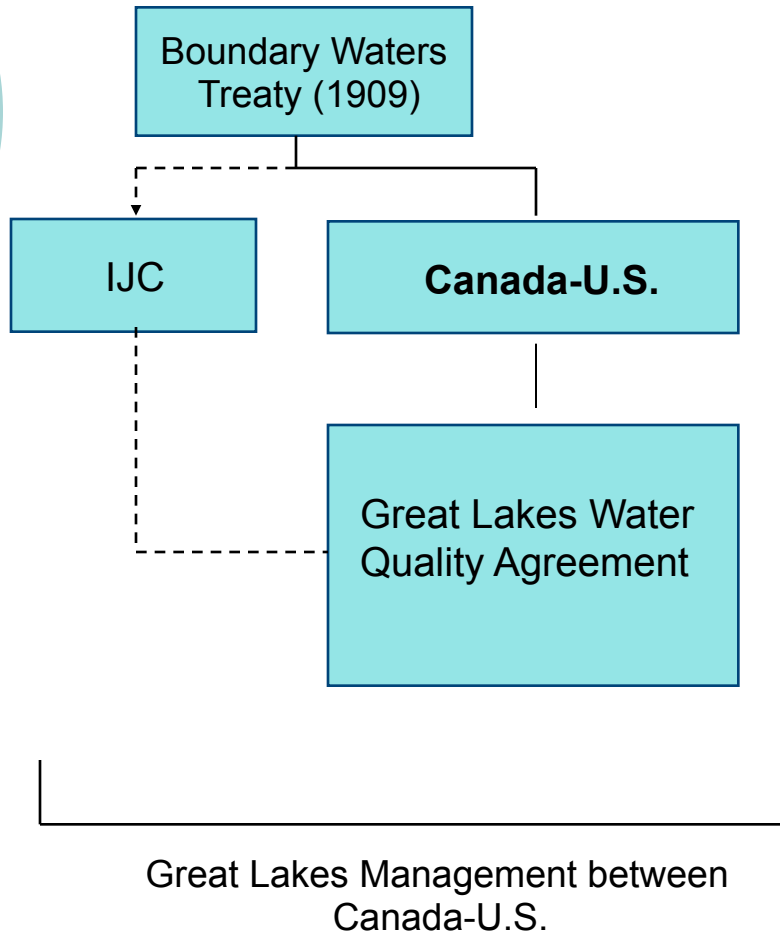 Boundary Waters
Treaty (1909)
IJC
Canada-U.S.
Great Lakes Water
Quality Agreement
Great Lakes Management between
Canada-U.S.